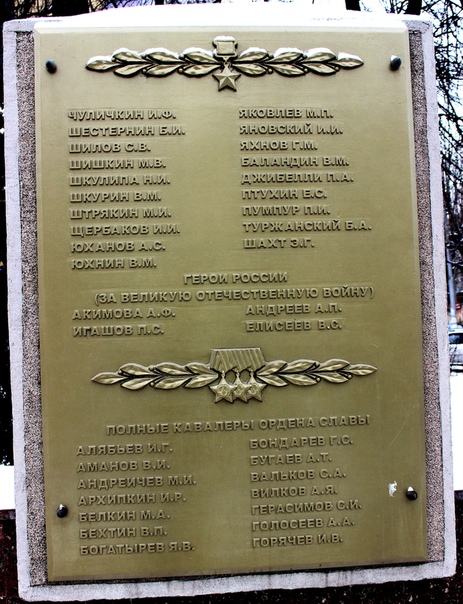 ЧУПИЧКИН И.Ф.
ШЕСТЕРНИН Б.И.
ШИЛОВ С.В.
ШИШКИН М.В.
ШКУЛИПА Н.И.
ШКУРИН В.М.
ШТРЯКИН М.И.
ЩЕРБАКОВ И.И.
ЮХАНОВ А.С.
ЮХНИН В.М.
ЯКОВЛЕВ М.П.
ЯНОВСКИЙ И.И.
ЯХНОВ Г.М.
БАЛАНДИН В.М.
ДЖИБЕЛЛИ П.А.
ПТУХИН Е.С.
ПУМПУР П.И.
ТУРЖАНСКИЙ Б.А.
ШАХТ Э.Г.
ГЕРОИ РОССИИ
(ЗА ВЕЛИКУЮ ОТЕЧЕСТВЕННУЮ ВОЙНУ)
АКИМОВА А.Ф.
ИГАШОВ П.С.
АНДРЕЕВ А.П.
ЕЛИСЕЕВ В.С.
ПОЛНЫЕ КАВАЛЕРЫ ОРДЕНА СЛАВЫ
АЛЯБЬЕВ И.Г.
АМАНОВ В.И.
АНДРЕИЧЕВ М.И.
АРХИПКИН И.Р.
БЕЛКИН М.А.
БЕХТИН В.П.
БОГАТЫРЕВ Я.В.
БОНДАРЕВ Г.С.
БУГАЕВ А.Т.
ВАЛЬКОВ С.А.
ВИЛКОВ А.Я.
ГЕРАСИМОВ С.И.
ГОЛОСЕЕВ А.А.
ГОРЯЧЕВ И.В.